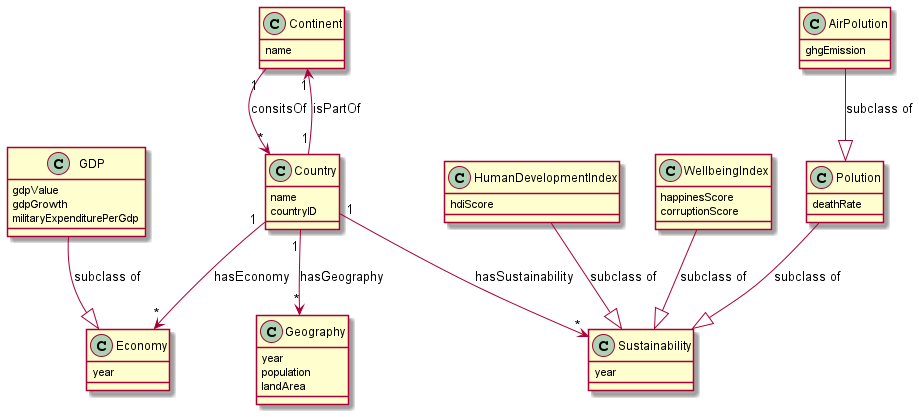 C Continent
name
C AirPolution
ghgEmission
1
1
consitsOf
isPartOf
subclass of
*
1
C GDP
gdpValue
gdpGrowth
militaryExpenditurePerGdp
C Country
name
countryID
C HumanDevelopmentIndex
hdiScore
C WellbeingIndex
happinesScore
corruptionScore
C Polution
deathRate
1
1
1
subclass of
hasEconomy
hasGeography
hasSustainability
subclass of
subclass of
subclass of
*
*
*
C Economy
year
C Geography
year
population
landArea
C Sustainability
year